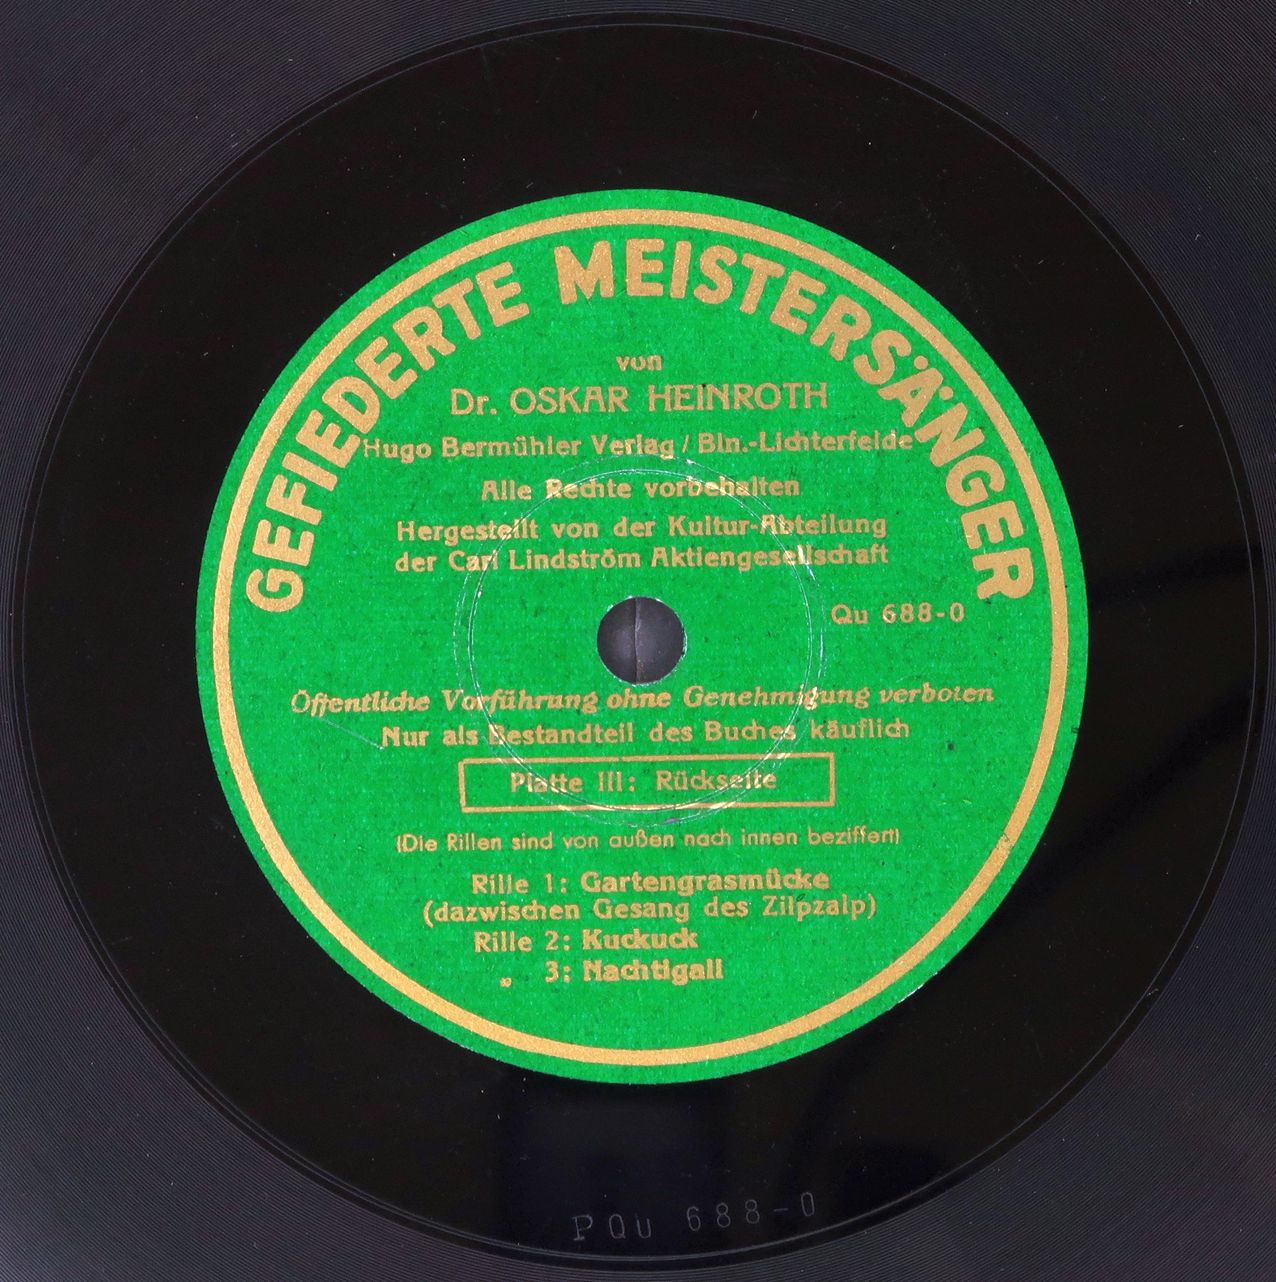 GEFIEDERTE MEISTERSÄNGER
von
Dr. OSKAR HEINROTH
Hugo Bermühler Verlag / Bln.-Lichterfelde
Alle Rechte vorbehalten
Hergestellt von der Kultur-Abteilung
der Carl Lindström Aktiengesellschaft
Qu 688-0
Öffentliche Vorführung ohne Genehmigung verboten
Nur als Bestandteil des Buches käuflich
Platte III: Rückseite
(Die Rillen sind von außen nach innen beziffert)
Rille 1: Gartengrasmücke
(dazwischen Gesang des Zilpzalp)
Rille 2: Kuckuck
„ 3: Nachtigall
PQu 688-0